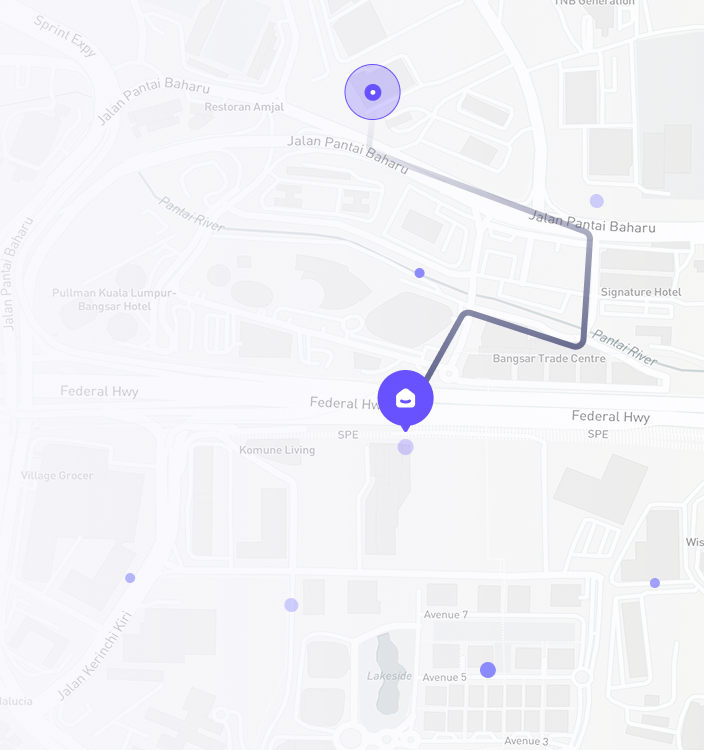 TNB Generation
Sprint Expy
Jalan Pantai Baharu
Restoran Amjal
Jalan Pantai Baharu
Pantai River
Jalan Pantai Baharu
Jalan Pantai Baharu
Pullman Kuala Lumpur-
Bangsar Hotel
Signature Hotel
Pantai River
Bangsar Trade Centre
Federal Hwy
Federal Hw
Federal Hwy
SPE
SPE
Komune Living
Village Grocer
Wis
Avenue 7
Jalan Kerinchi Kiri
Lakeside
Avenue 5
dalucia
Avenue 3